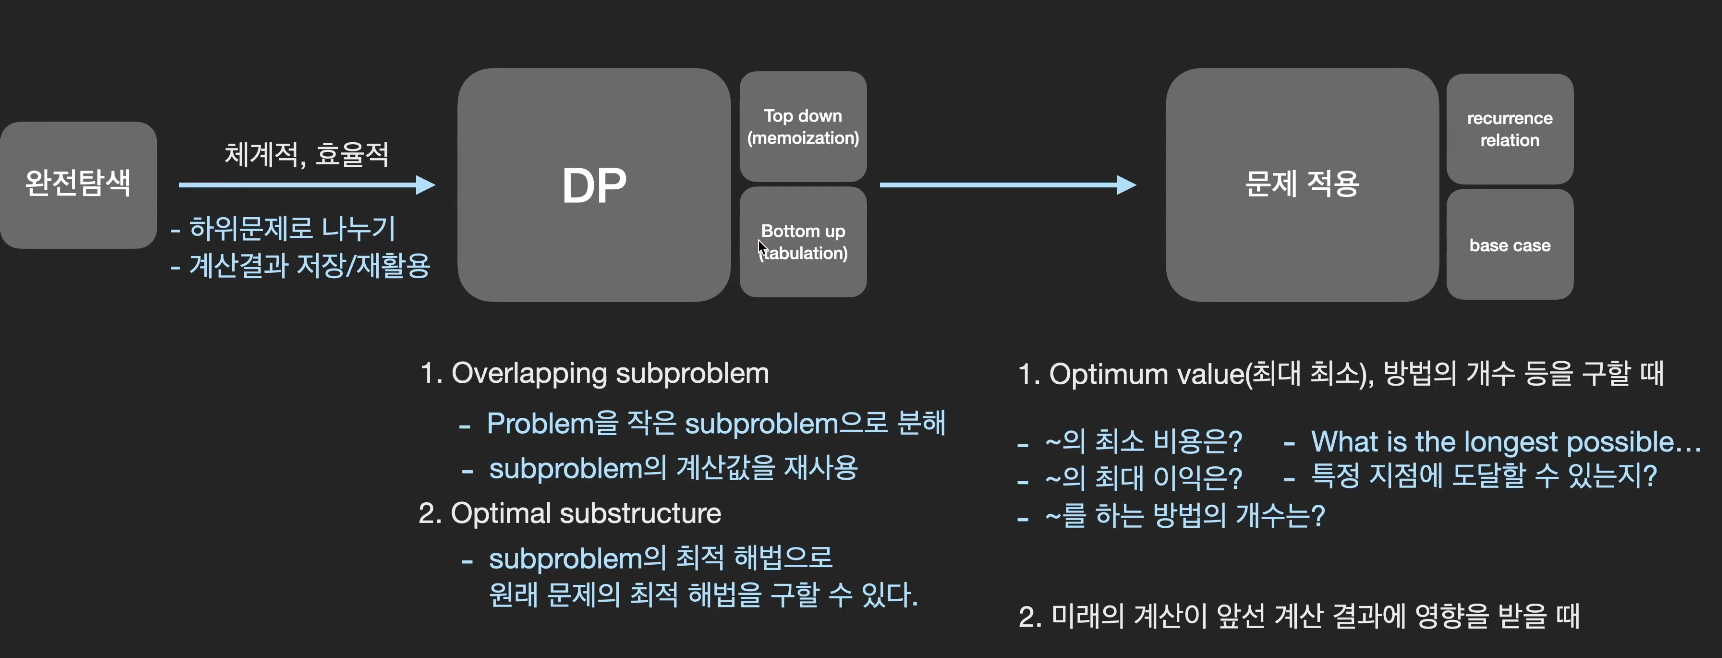 완전탐색
체계적, 효율적
- 하위문제로 나누기
- 계산결과 저장/재활용
DP
Top down
(memoization)
Bottom up
(tabulation)
문제 적용
recurrence
relation
base case
1. Overlapping subproblem
- Problem을 작은 subproblem으로 분해
- subproblem의 계산값을 재사용
2. Optimal substructure
- subproblem의 최적 해법으로
원래 문제의 최적 해법을 구할 수 있다.
1. Optimum value(최대 최소), 방법의 개수 등을 구할 때
- ~의 최소 비용은?
- ~의 최대 이익은?
- ~를 하는 방법의 개수는?
- What is the longest possible...
- 특정 지점에 도달할 수 있는지?
2. 미래의 계산이 앞선 계산 결과에 영향을 받을 때